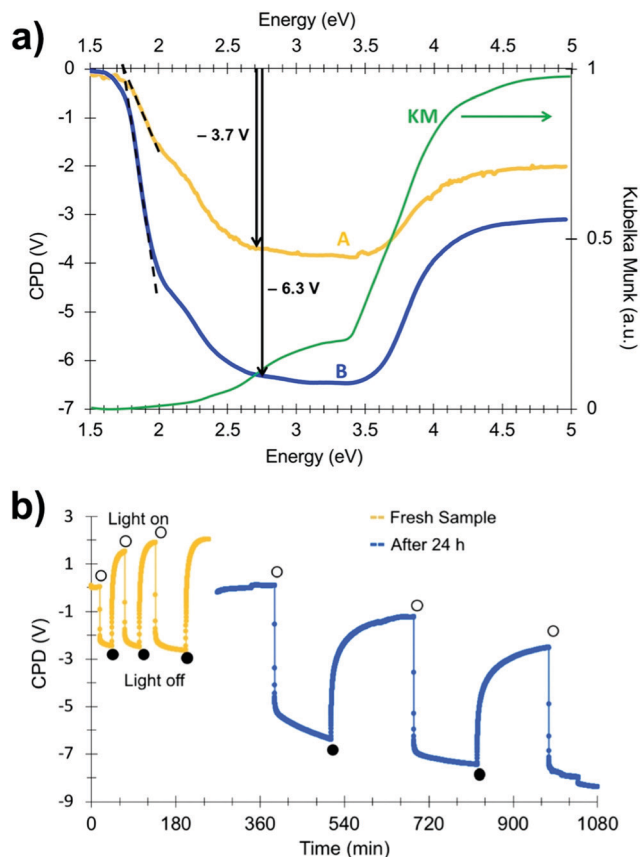 a)
Energy (eV)
1.5 2 2.5 3 3.5 4 4.5 5
0
-1
-2
-3
-4
-5
-6
-7
CPD (V)
1
0.5
0
Kubelka Munk (a.u.)
KM
– 3.7 V
A
– 6.3 V
B
1.5 2 2.5 3 3.5 4 4.5 5
Energy (eV)
b)
3
1
-1
-3
-5
-7
-9
CPD (V)
Light on
Light off
Fresh Sample
After 24 h
0 180 360 540 720 900 1080
Time (min)